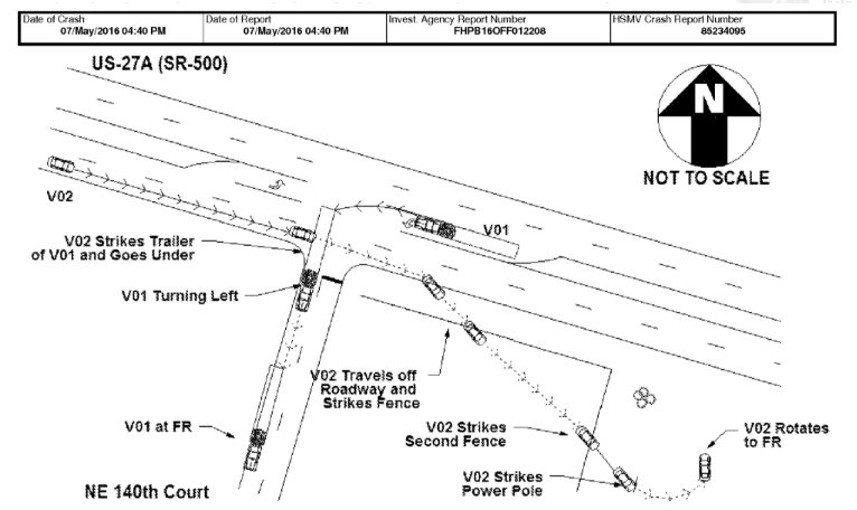 Date of Crash
07/May/2016 04:40 PM
Date of Report
07/May/2016 04:40 PM
Invest. Agency Report Number
FHPB16OFF012208
HSMV Crash Report Number
85234095
US-27A (SR-500)
N
NOT TO SCALE
V02
V01
V02 Strikes Trailer
of V01 and Goes Under
V01 Turning Left
V02 Travels off
Roadway and
Strikes Fence
V01 at FR
V02 Strikes
Second Fence
V02 Rotates
to FR
V02 Strikes
Power Pole
NE 140th Court